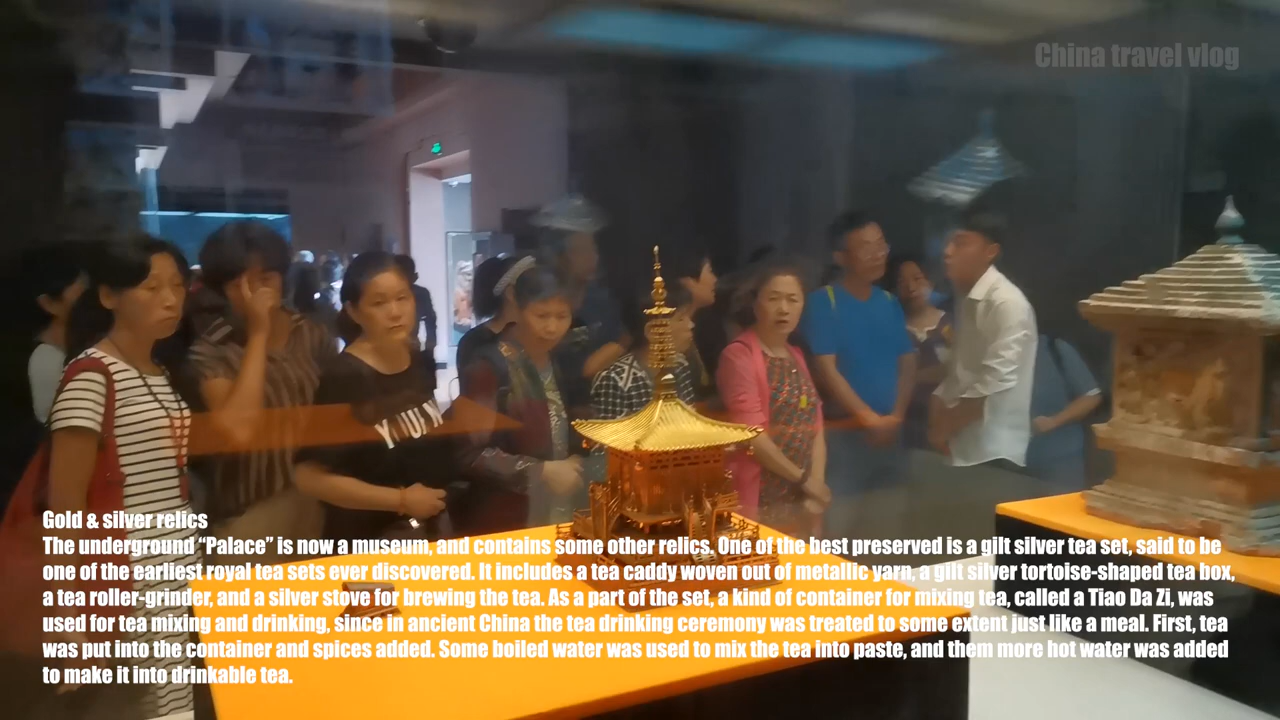 China travel vlog
Gold & silver relics
The underground “Palace” is now a museum, and contains some other relics. One of the best preserved is a gilt silver tea set, said to be
one of the earliest royal tea sets ever discovered. It includes a tea caddy woven out of metallic yarn, a gilt silver tortoise-shaped tea box,
a tea roller-grinder, and a silver stove for brewing the tea. As a part of the set, a kind of container for mixing tea, called a Tiao Da Zi, was
used for tea mixing and drinking, since in ancient China the tea drinking ceremony was treated to some extent just like a meal. First, tea
was put into the container and spices added. Some boiled water was used to mix the tea into paste, and them more hot water was added
to make it into drinkable tea.